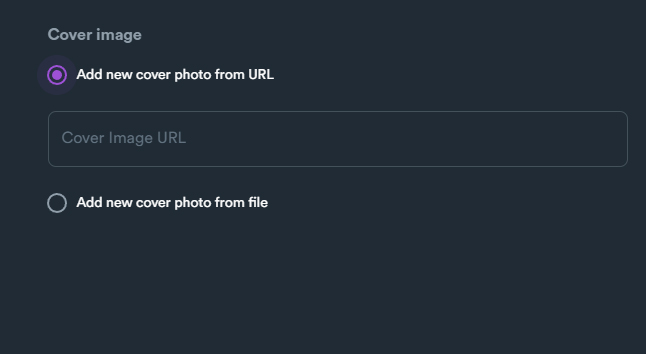 Cover image
Add new cover photo from URL
Cover Image URL
Add new cover photo from file